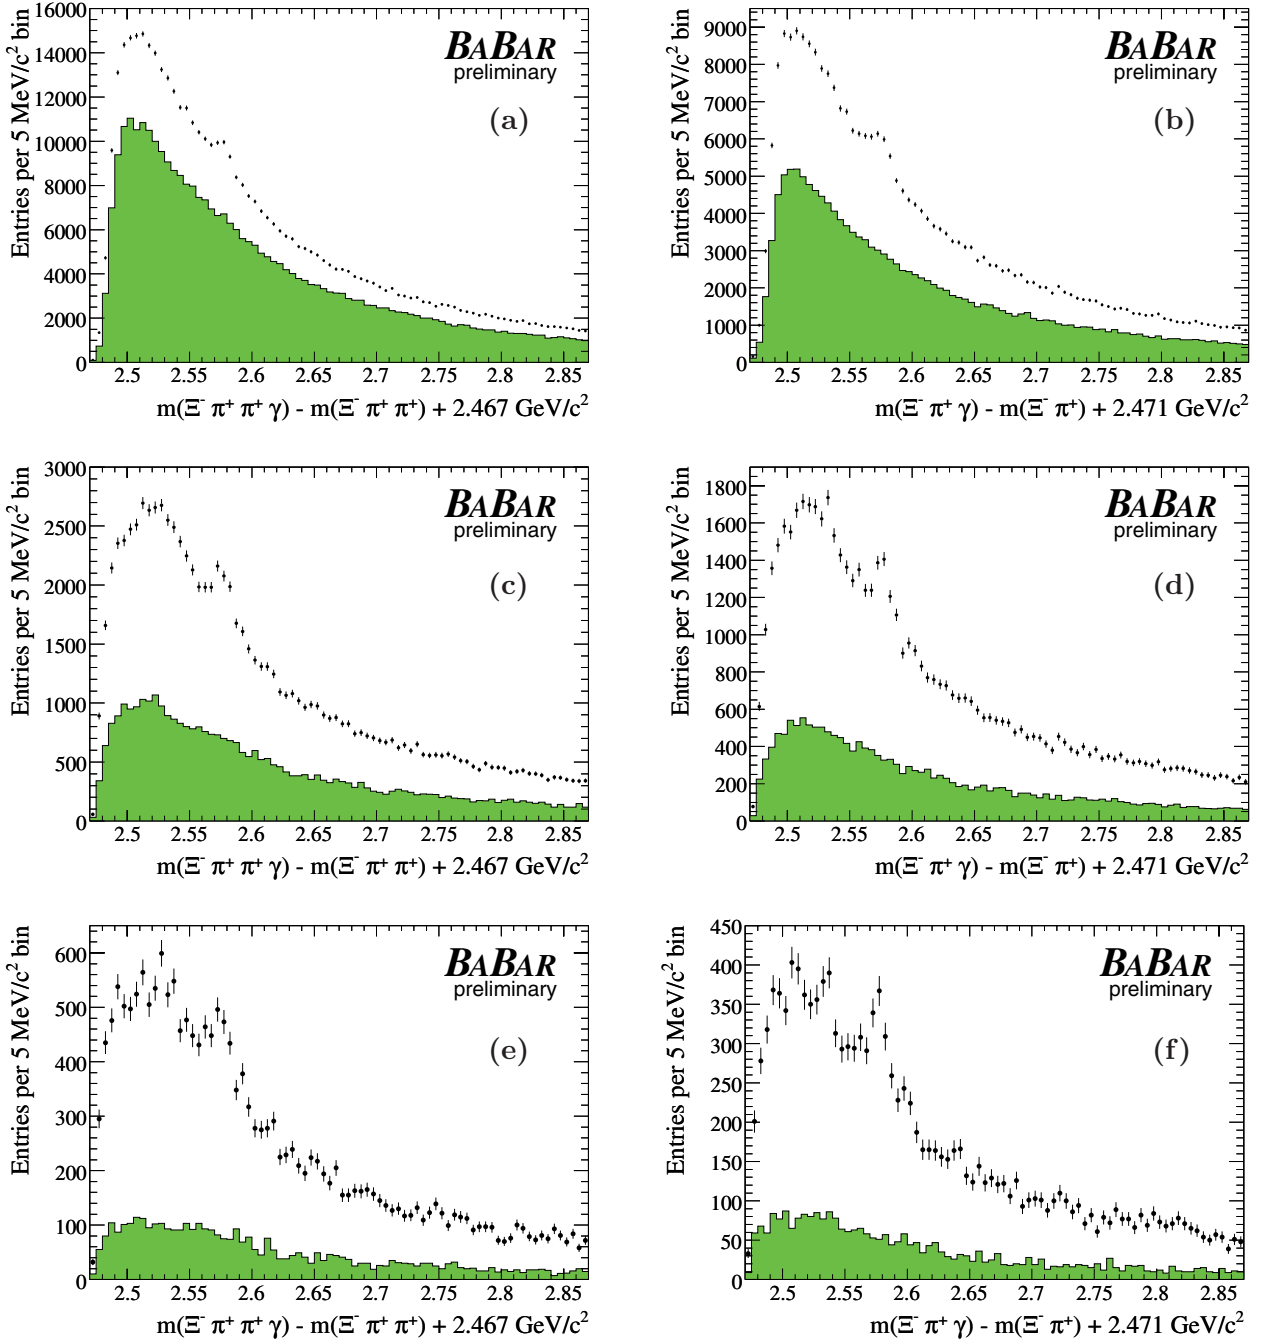 Entries per 5 MeV/c² bin
16000
14000
12000
10000
8000
6000
4000
2000
0
BABAR
preliminary
(a)
2.5 2.55 2.6 2.65 2.7 2.75 2.8 2.85
m(Ξ⁻ π⁺ π⁺ γ) - m(Ξ⁻ π⁺ π⁺) + 2.467 GeV/c²
Entries per 5 MeV/c² bin
9000
8000
7000
6000
5000
4000
3000
2000
1000
0
BABAR
preliminary
(b)
2.5 2.55 2.6 2.65 2.7 2.75 2.8 2.85
m(Ξ⁻ π⁺ γ) - m(Ξ⁻ π⁺) + 2.471 GeV/c²
Entries per 5 MeV/c² bin
3000
2500
2000
1500
1000
500
0
BABAR
preliminary
(c)
2.5 2.55 2.6 2.65 2.7 2.75 2.8 2.85
m(Ξ⁻ π⁺ π⁺ γ) - m(Ξ⁻ π⁺ π⁺) + 2.467 GeV/c²
Entries per 5 MeV/c² bin
1800
1600
1400
1200
1000
800
600
400
200
0
BABAR
preliminary
(d)
2.5 2.55 2.6 2.65 2.7 2.75 2.8 2.85
m(Ξ⁻ π⁺ γ) - m(Ξ⁻ π⁺) + 2.471 GeV/c²
Entries per 5 MeV/c² bin
600
500
400
300
200
100
0
BABAR
preliminary
(e)
2.5 2.55 2.6 2.65 2.7 2.75 2.8 2.85
m(Ξ⁻ π⁺ π⁺ γ) - m(Ξ⁻ π⁺ π⁺) + 2.467 GeV/c²
Entries per 5 MeV/c² bin
450
400
350
300
250
200
150
100
50
0
BABAR
preliminary
(f)
2.5 2.55 2.6 2.65 2.7 2.75 2.8 2.85
m(Ξ⁻ π⁺ γ) - m(Ξ⁻ π⁺) + 2.471 GeV/c²